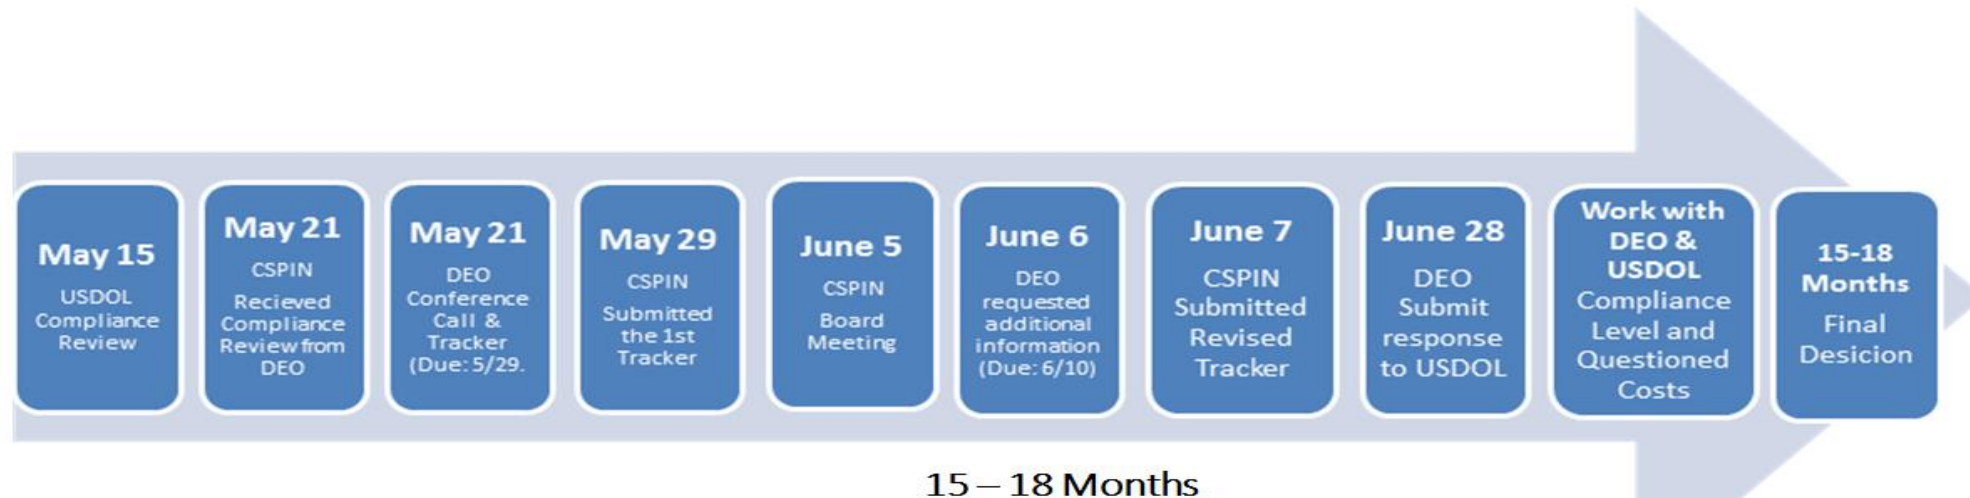 May 15
USDOL
Compliance
Review
May 21
CSPIN
Recieved
Compliance
Review from
DEO
May 21
DEO
Conference
Call &
Tracker
(Due: 5/29.
May 29
CSPIN
Submitted
the 1st
Tracker
June 5
CSPIN
Board
Meeting
June 6
DEO
requested
additional
information
(Due: 6/10)
June 7
CSPIN
Submitted
Revised
Tracker
June 28
DEO
Submit
response
to USDOL
Work with
DEO &
USDOL
Compliance
Level and
Questioned
Costs
15-18
Months
Final
Desicion
15 – 18 Months